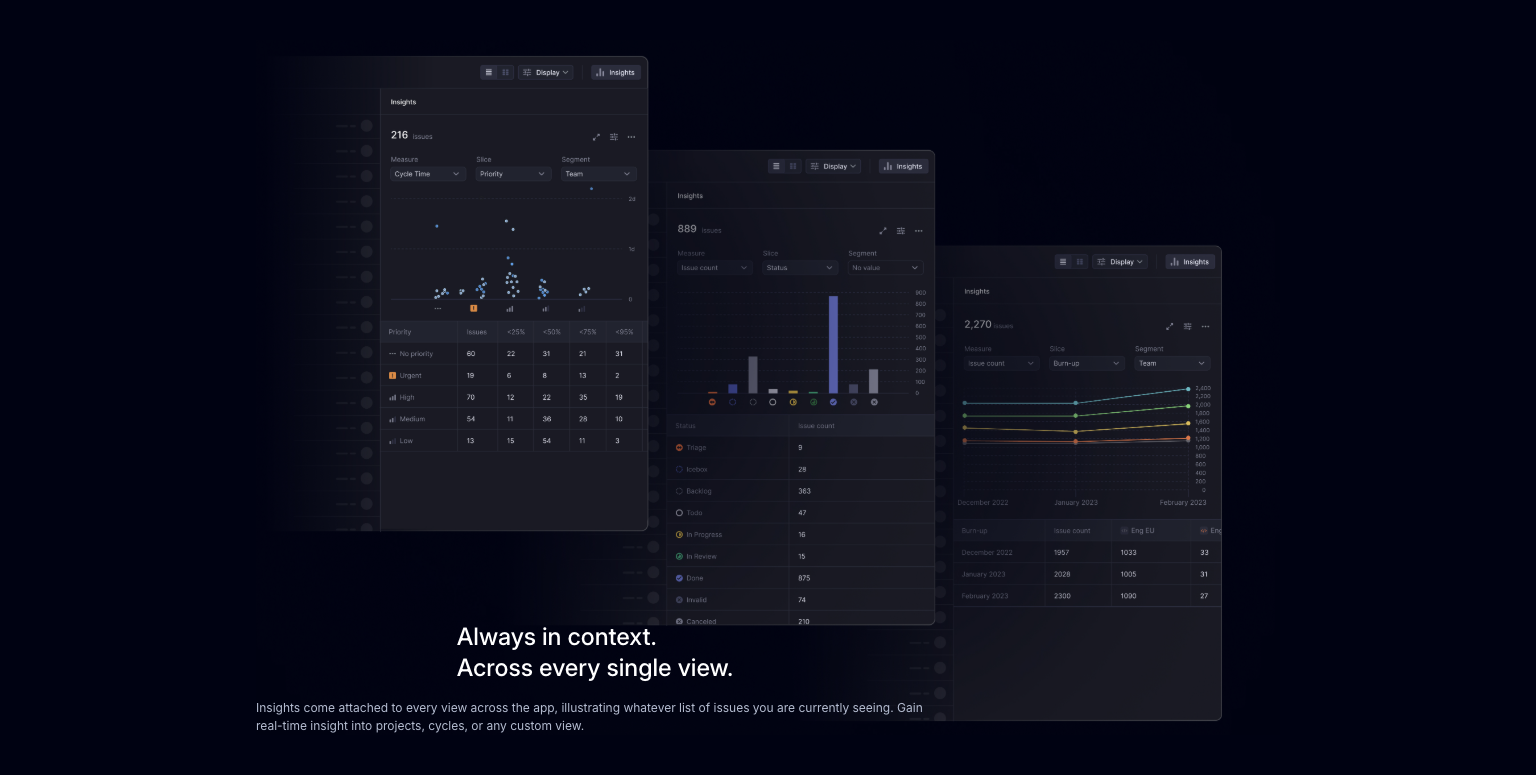 Display
Insights
Insights
216 Issues
Measure Slice Segment
Cycle Time Priority Team
2d
1d
0
Priority Issues <25% <50% <75% <95%
No priority 60 22 31 21 31
Urgent 19 6 8 13 2
High 70 12 22 35 19
Medium 54 11 36 28 10
Low 13 15 54 11 3
Display
Insights
Insights
889 Issues
Measure Slice Segment
Issue count Status No value
900
800
700
600
500
400
300
200
100
0
Status Issue count
Triage 9
Icebox 28
Backlog 363
Todo 47
In Progress 16
In Review 15
Done 875
Invalid 74
Canceled 210
Display
Insights
Insights
2,270 Issues
Measure Slice Segment
Issue count Burn-up Team
2,400
2,200
2,000
1,800
1,600
1,400
1,200
1,000
800
600
400
200
0
December 2022 January 2023 February 2023
Burn-up Issue count Eng EU Eng
December 2022 1957 1033 33
January 2023 2028 1005 31
February 2023 2300 1090 27
Always in context.
Across every single view.
Insights come attached to every view across the app, illustrating whatever list of issues you are currently seeing. Gain
real-time insight into projects, cycles, or any custom view.